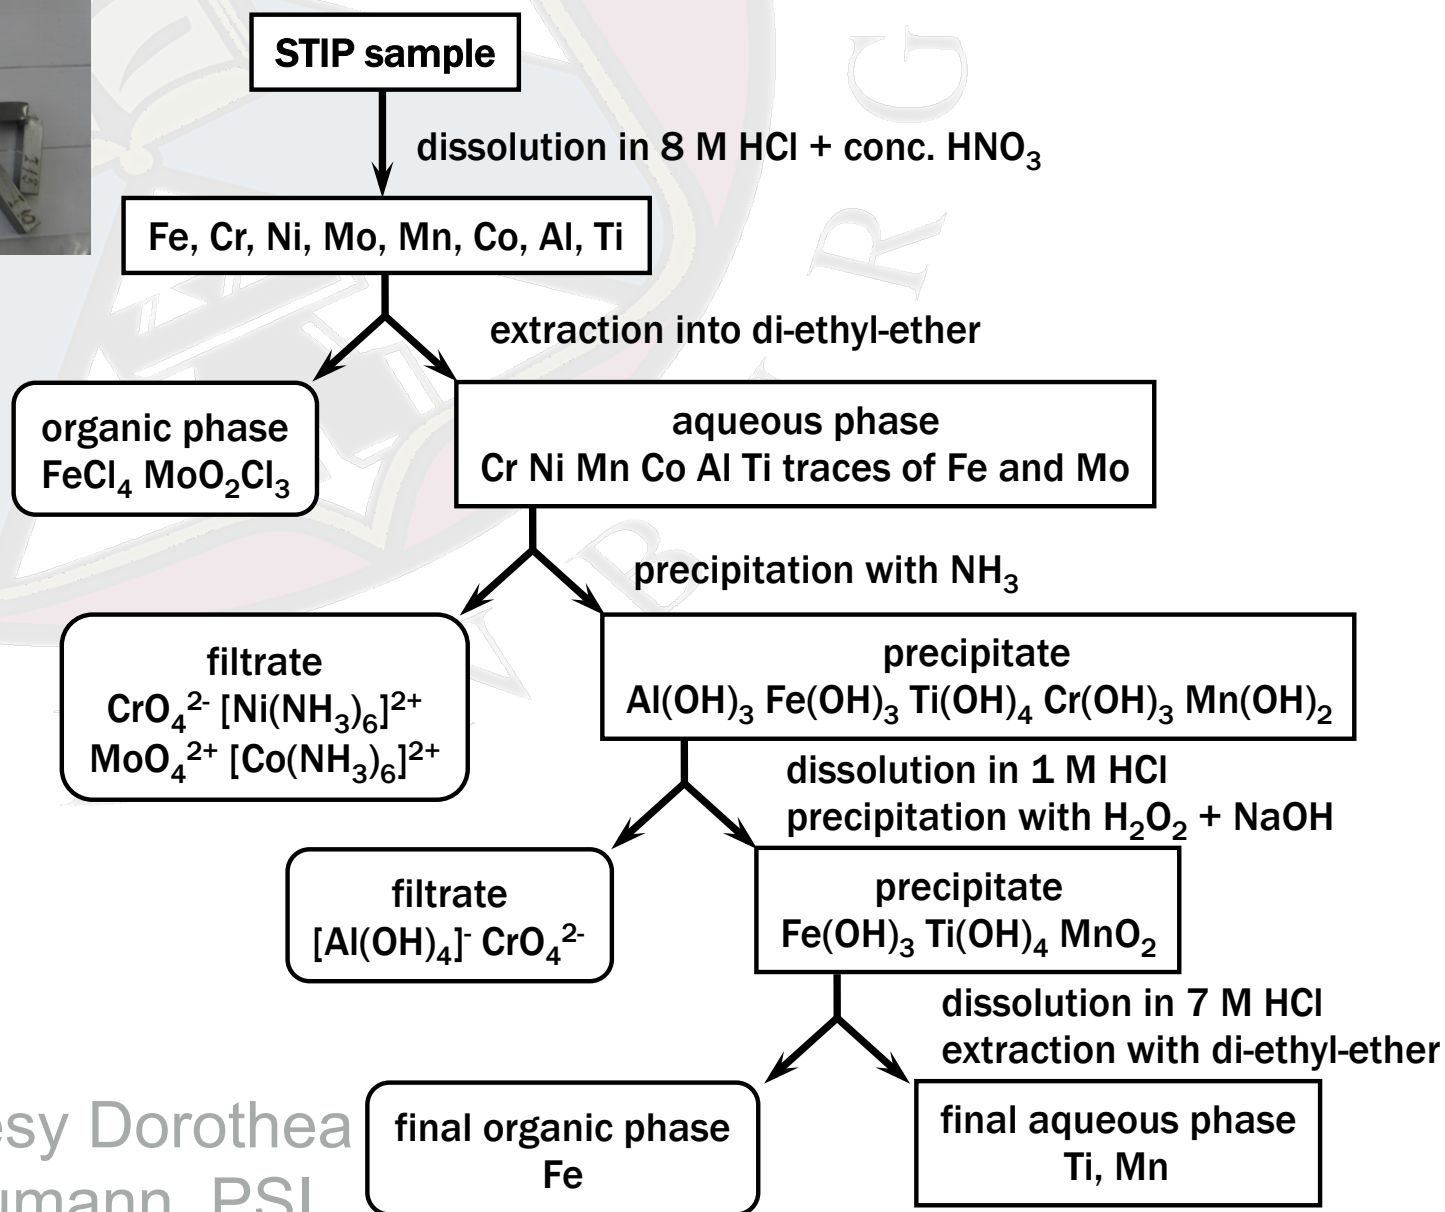 STIP sample
dissolution in 8 M HCl + conc. HNO₃
Fe, Cr, Ni, Mo, Mn, Co, Al, Ti
extraction into di-ethyl-ether
organic phase
FeCl₄ MoO₂Cl₃
aqueous phase
Cr Ni Mn Co Al Ti traces of Fe and Mo
precipitation with NH₃
filtrate
CrO₄²⁻ [Ni(NH₃)₆]²⁺
MoO₄²⁺ [Co(NH₃)₆]²⁺
precipitate
Al(OH)₃ Fe(OH)₃ Ti(OH)₄ Cr(OH)₃ Mn(OH)₂
dissolution in 1 M HCl
precipitation with H₂O₂ + NaOH
filtrate
[Al(OH)₄]⁻ CrO₄²⁻
precipitate
Fe(OH)₃ Ti(OH)₄ MnO₂
dissolution in 7 M HCl
extraction with di-ethyl-ether
final organic phase
Fe
final aqueous phase
Ti, Mn
esy Dorothea
umann, PSI
B R G